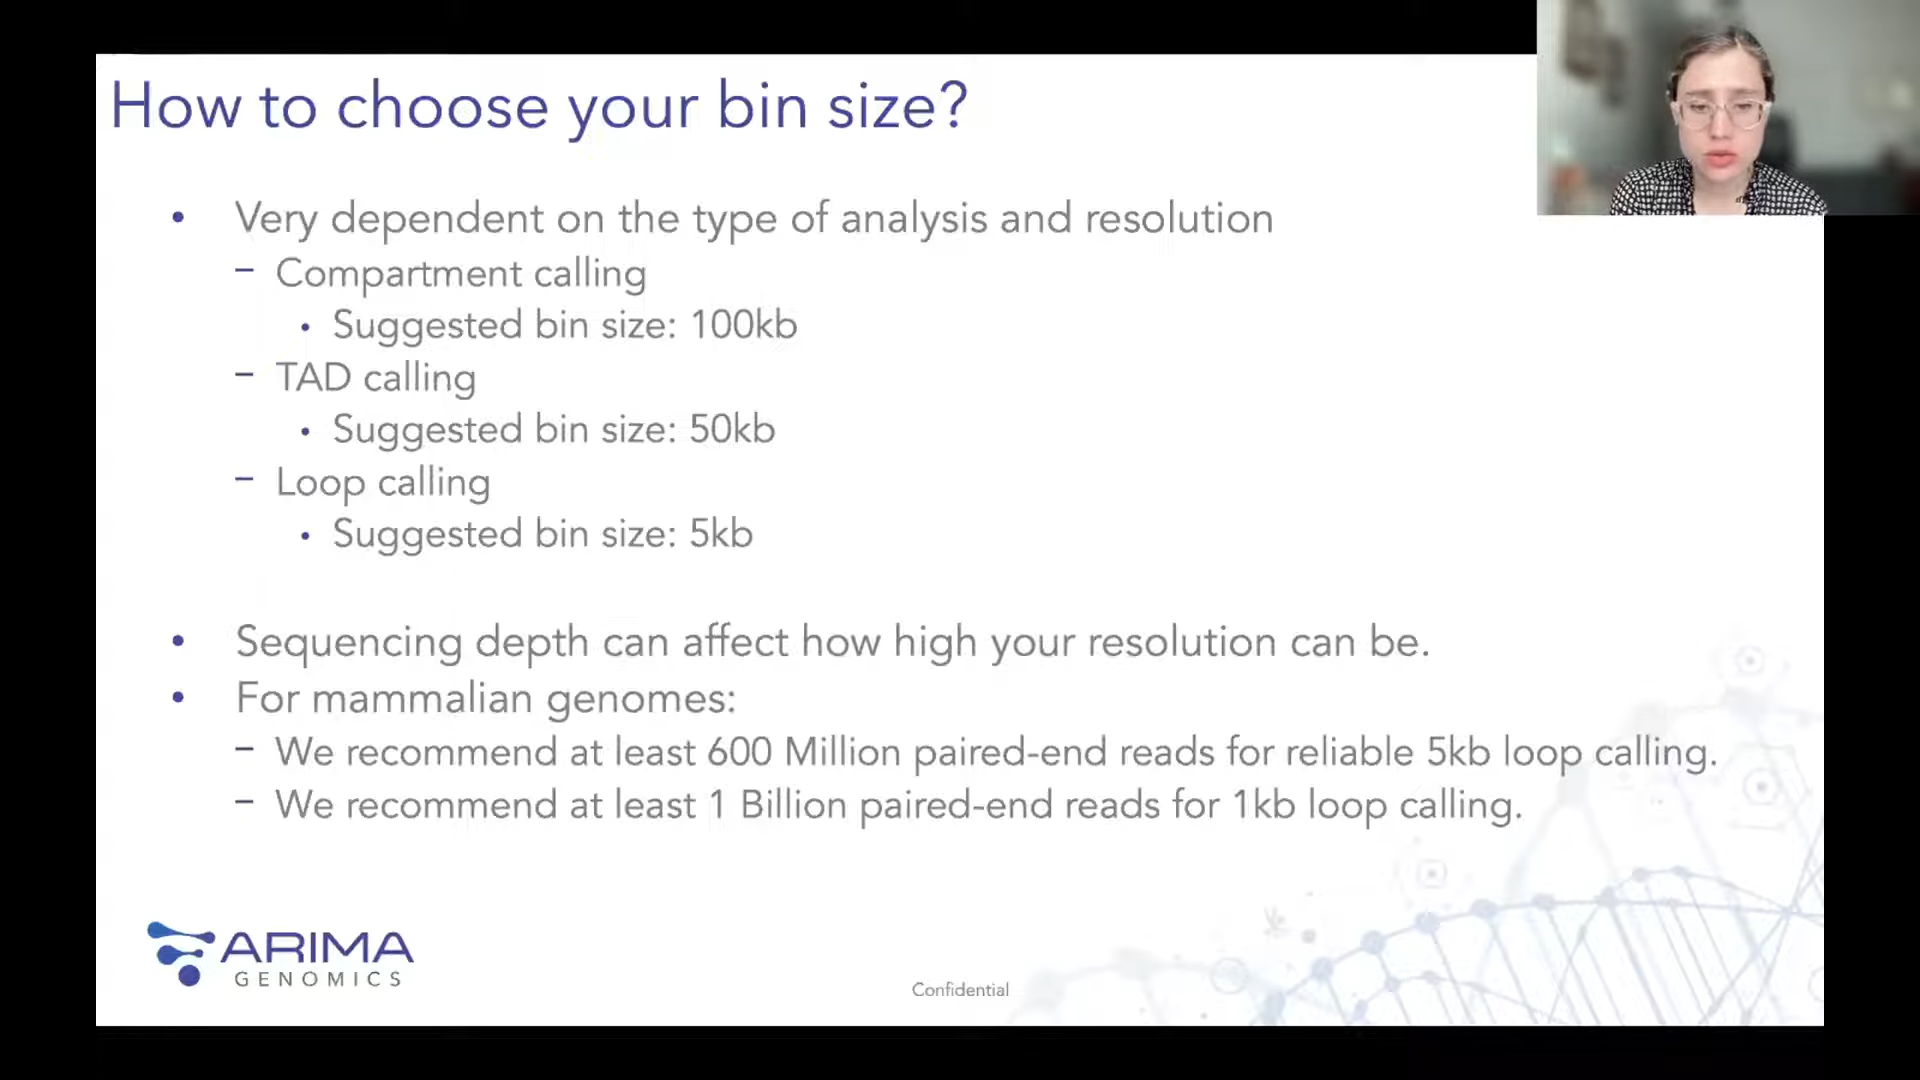 How to choose your bin size?
• Very dependent on the type of analysis and resolution
– Compartment calling
• Suggested bin size: 100kb
– TAD calling
• Suggested bin size: 50kb
– Loop calling
• Suggested bin size: 5kb
• Sequencing depth can affect how high your resolution can be.
• For mammalian genomes:
– We recommend at least 600 Million paired-end reads for reliable 5kb loop calling.
– We recommend at least 1 Billion paired-end reads for 1kb loop calling.
ARIMA
GENOMICS
Confidential